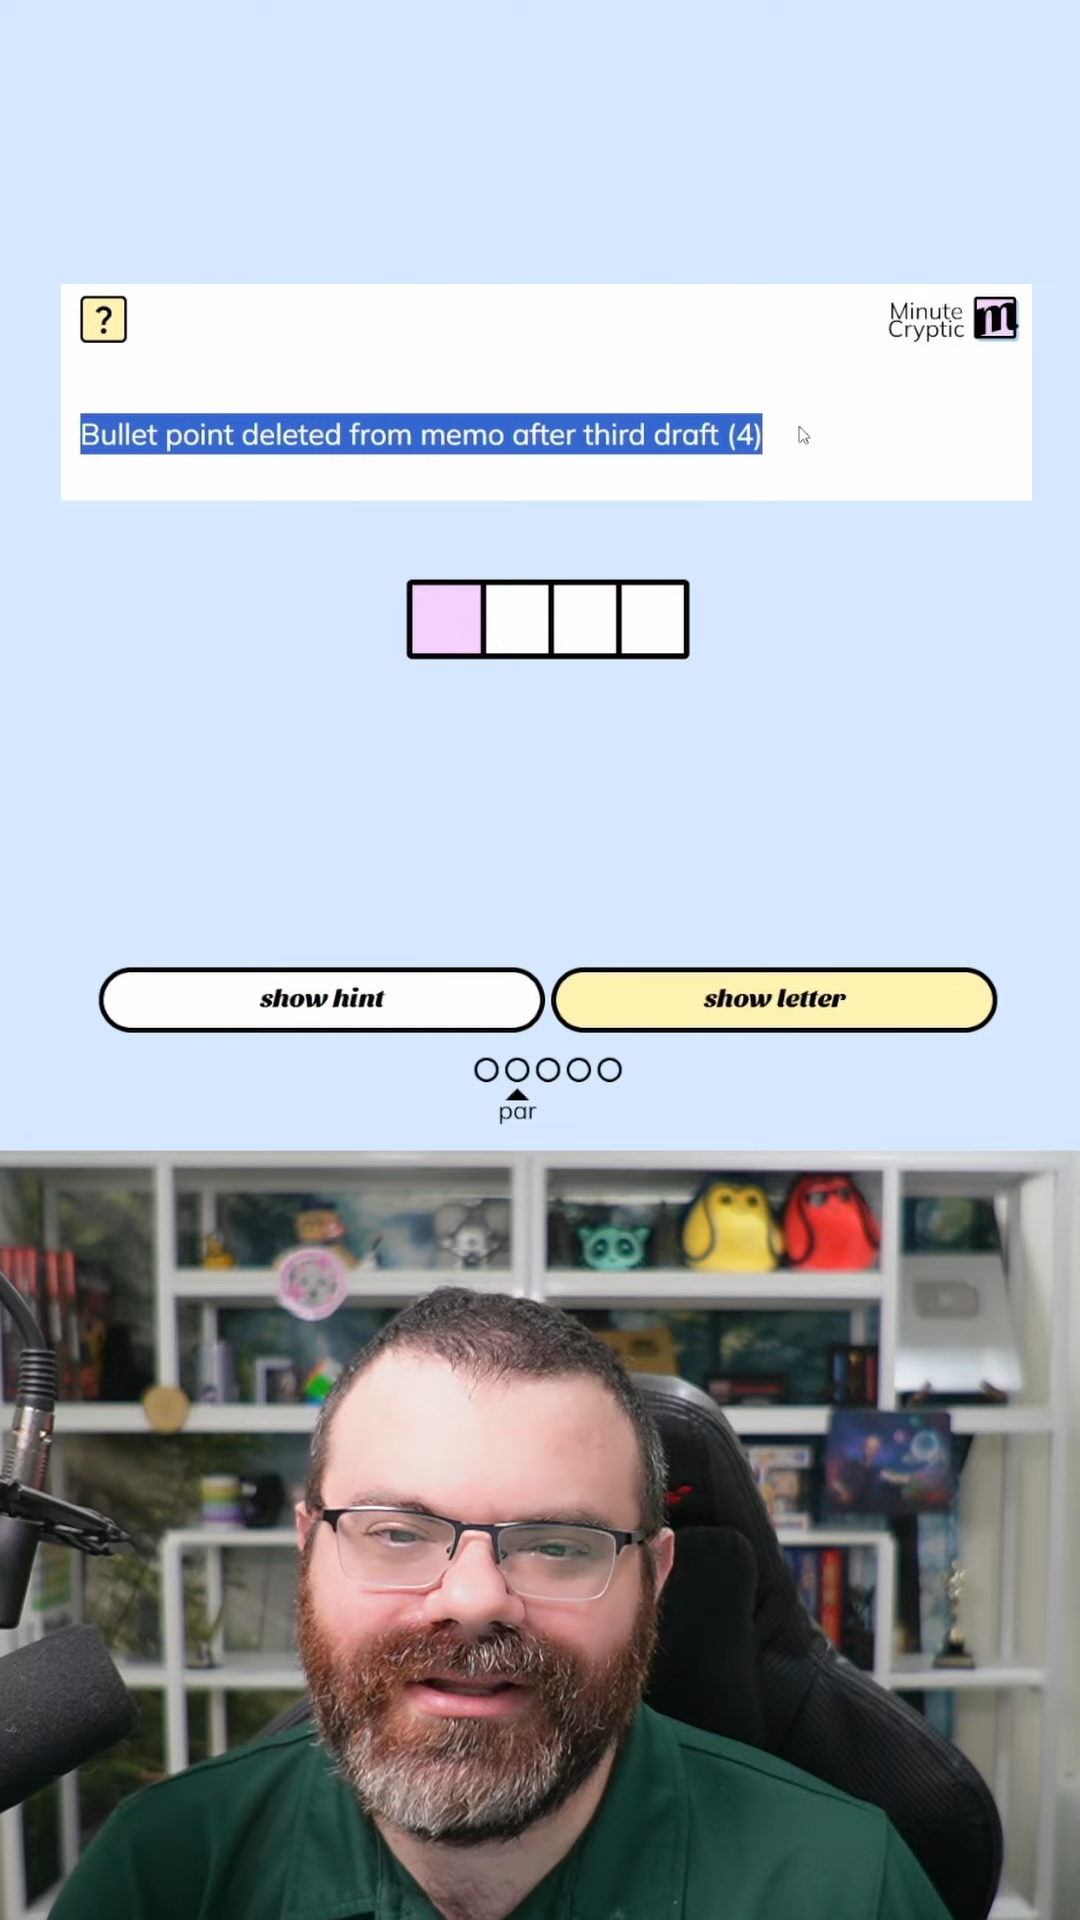 ?
Minute
Cryptic
m
Bullet point deleted from memo after third draft (4)
show hint
show letter
par